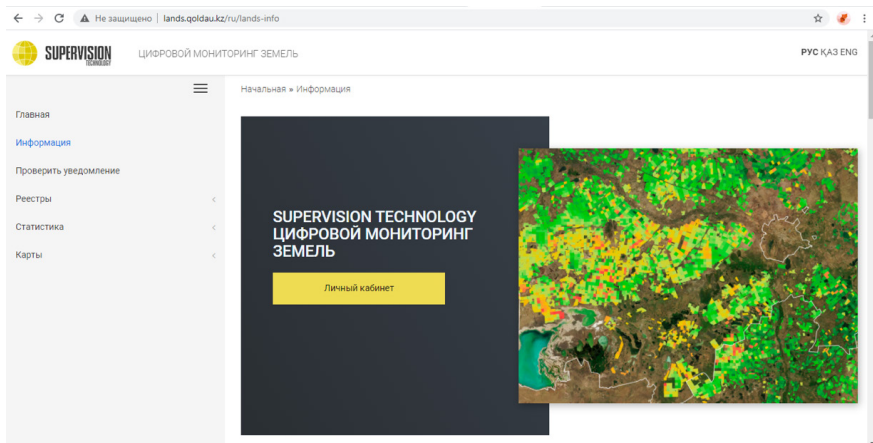 Не защищено | lands.qoldau.kz/ru/lands-info
SUPERVISION
TECHNOLOGY
ЦИФРОВОЙ МОНИТОРИНГ ЗЕМЕЛЬ
РУС ҚАЗ ENG
Начальная » Информация
Главная
Информация
Проверить уведомление
Реестры
Статистика
Карты
SUPERVISION TECHNOLOGY
ЦИФРОВОЙ МОНИТОРИНГ
ЗЕМЕЛЬ
Личный кабинет